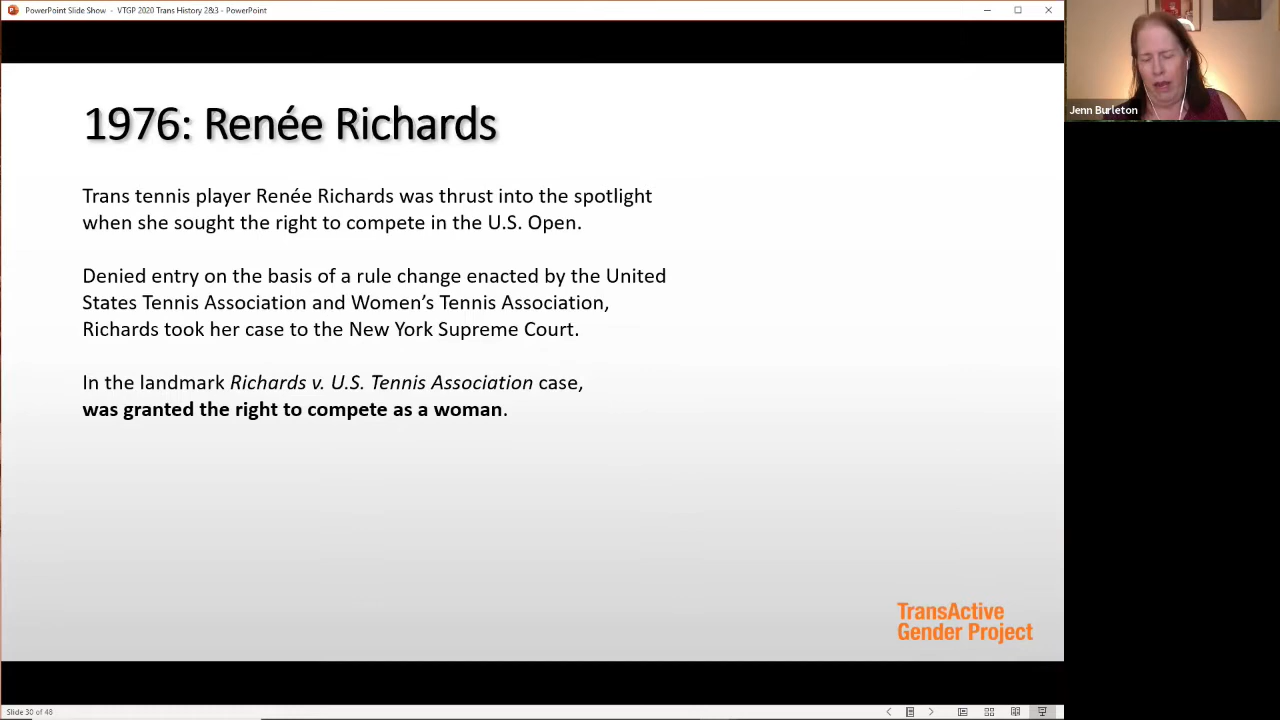 PowerPoint Slide Show - VTGP 2020 Trans History 2&3 - PowerPoint
Jenn Burleton
1976: Renée Richards
Trans tennis player Renée Richards was thrust into the spotlight
when she sought the right to compete in the U.S. Open.
Denied entry on the basis of a rule change enacted by the United
States Tennis Association and Women’s Tennis Association,
Richards took her case to the New York Supreme Court.
In the landmark Richards v. U.S. Tennis Association case,
was granted the right to compete as a woman.
TransActive
Gender Project
Slide 30 of 48